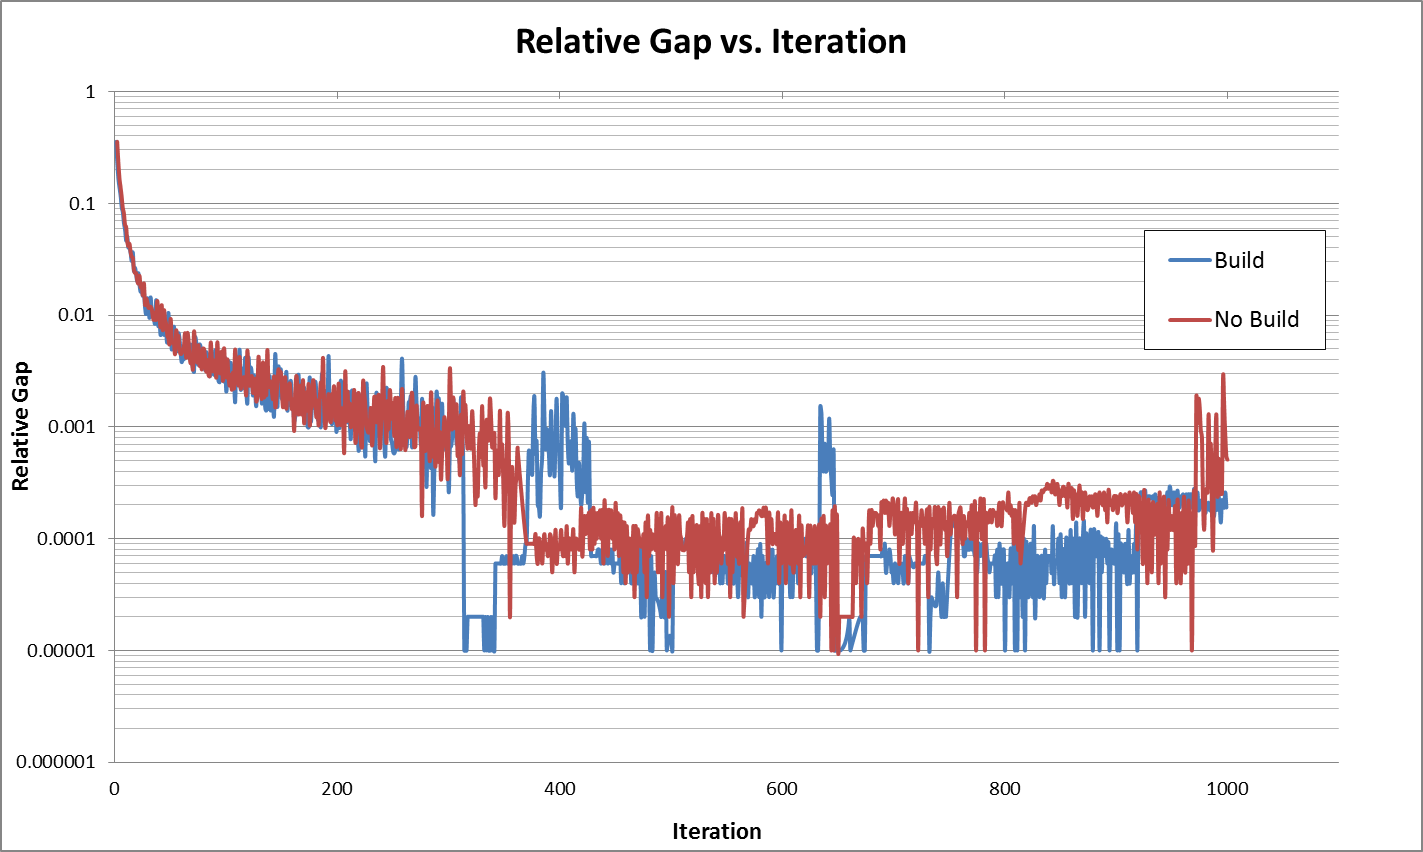 Relative Gap vs. Iteration
1
0.1
0.01
0.001
0.0001
0.00001
0.000001
Relative Gap
Build
No Build
0 200 400 600 800 1000
Iteration